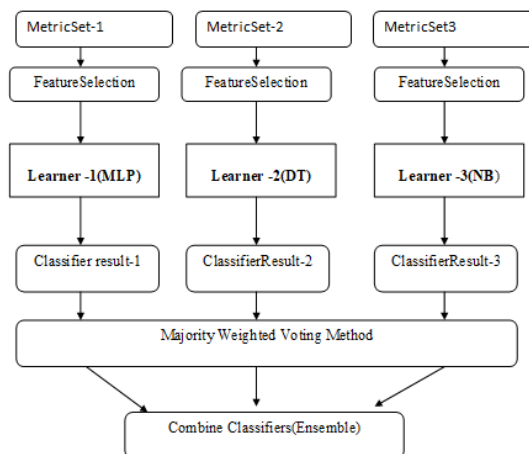 MetricSet-1
MetricSet-2
MetricSet3
FeatureSelection
FeatureSelection
FeatureSelection
Learner -1(MLP)
Learner -2(DT)
Learner -3(NB)
Classifier result-1
ClassifierResult-2
ClassifierResult-3
Majority Weighted Voting Method
Combine Classifiers(Ensemble)